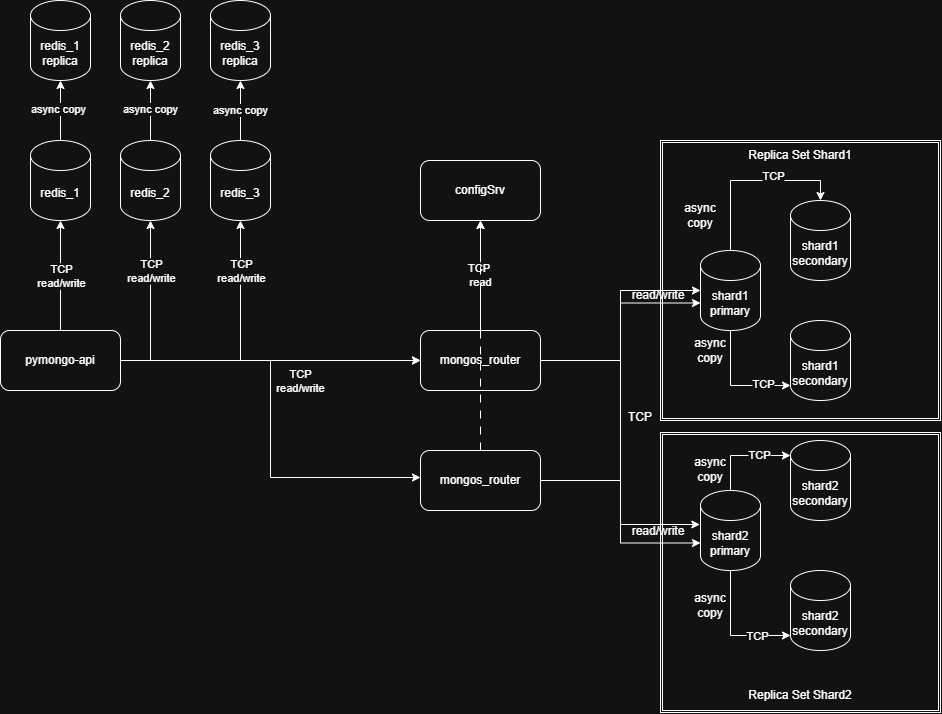 redis_1
replica
redis_2
replica
redis_3
replica
async copy
async copy
async copy
redis_1
redis_2
redis_3
TCP
read/write
TCP
read/write
TCP
read/write
pymongo-api
TCP
read/write
configSrv
TCP
read
mongos_router
mongos_router
TCP
Replica Set Shard1
TCP
async
copy
shard1
secondary
read/write
shard1
primary
async
copy
TCP
shard1
secondary
TCP
async
copy
shard2
secondary
read/write
shard2
primary
async
copy
TCP
shard2
secondary
Replica Set Shard2